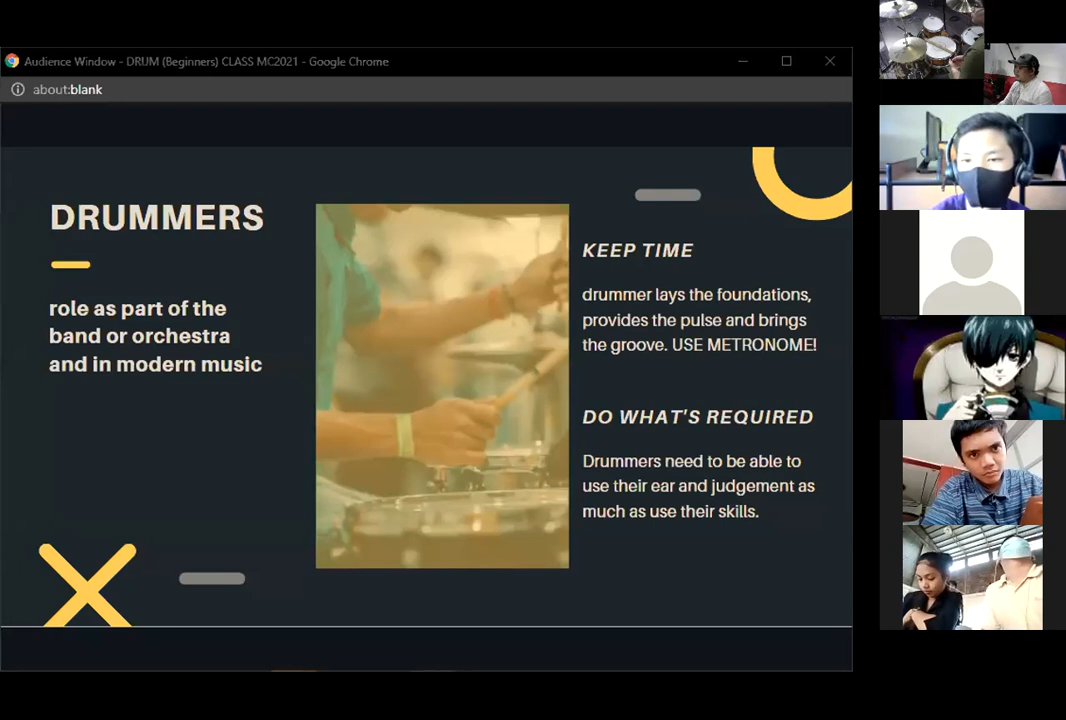 Audience Window - DRUM (Beginners) CLASS MC2021 - Google Chrome
about:blank
DRUMMERS
role as part of the
band or orchestra
and in modern music
KEEP TIME
drummer lays the foundations,
provides the pulse and brings
the groove. USE METRONOME!
DO WHAT'S REQUIRED
Drummers need to be able to
use their ear and judgement as
much as use their skills.